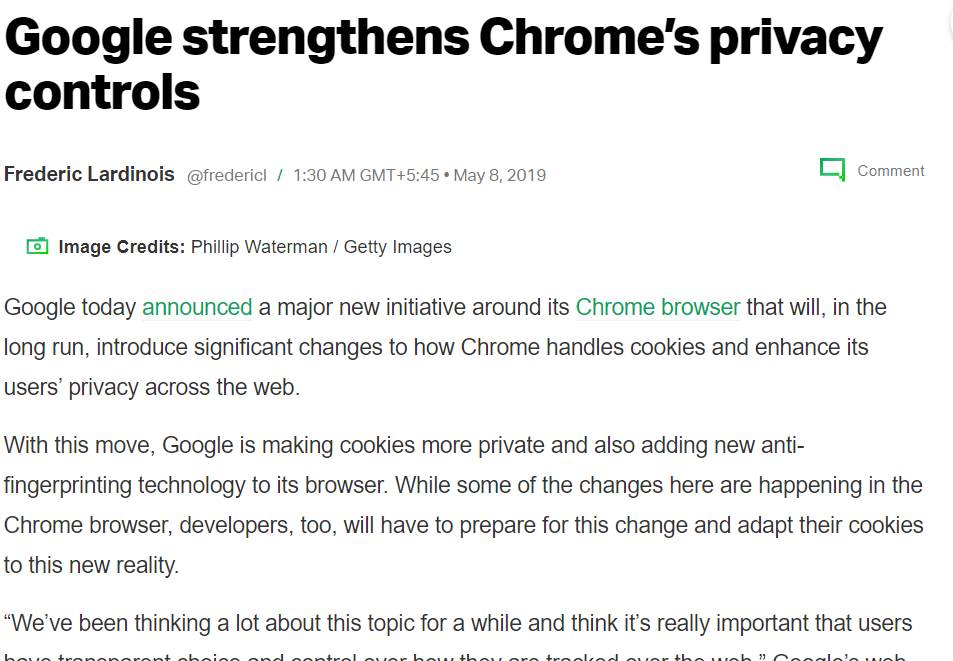 Google strengthens Chrome’s privacy
controls
Frederic Lardinois @fredericl / 1:30 AM GMT+5:45 • May 8, 2019
Comment
Image Credits: Phillip Waterman / Getty Images
Google today announced a major new initiative around its Chrome browser that will, in the
long run, introduce significant changes to how Chrome handles cookies and enhance its
users’ privacy across the web.
With this move, Google is making cookies more private and also adding new anti-
fingerprinting technology to its browser. While some of the changes here are happening in the
Chrome browser, developers, too, will have to prepare for this change and adapt their cookies
to this new reality.
“We’ve been thinking a lot about this topic for a while and think it’s really important that users
have transparent choice and control over how they are tracked over the web,” Google’s web